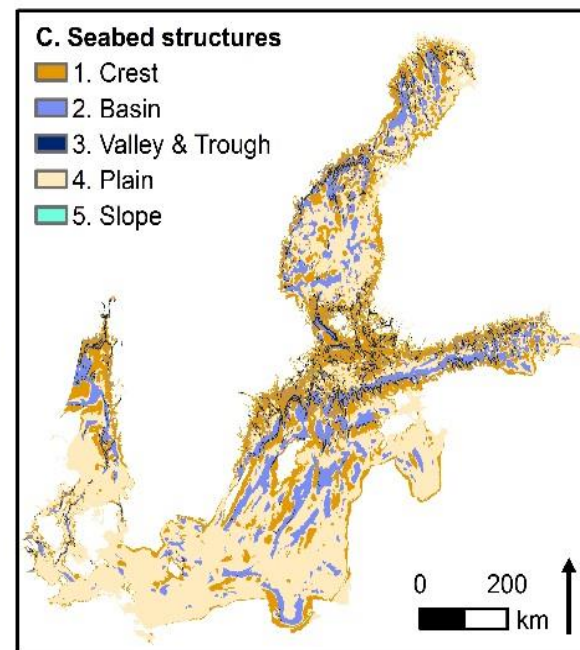 C. Seabed structures
1. Crest
2. Basin
3. Valley & Trough
4. Plain
5. Slope
0 200
km